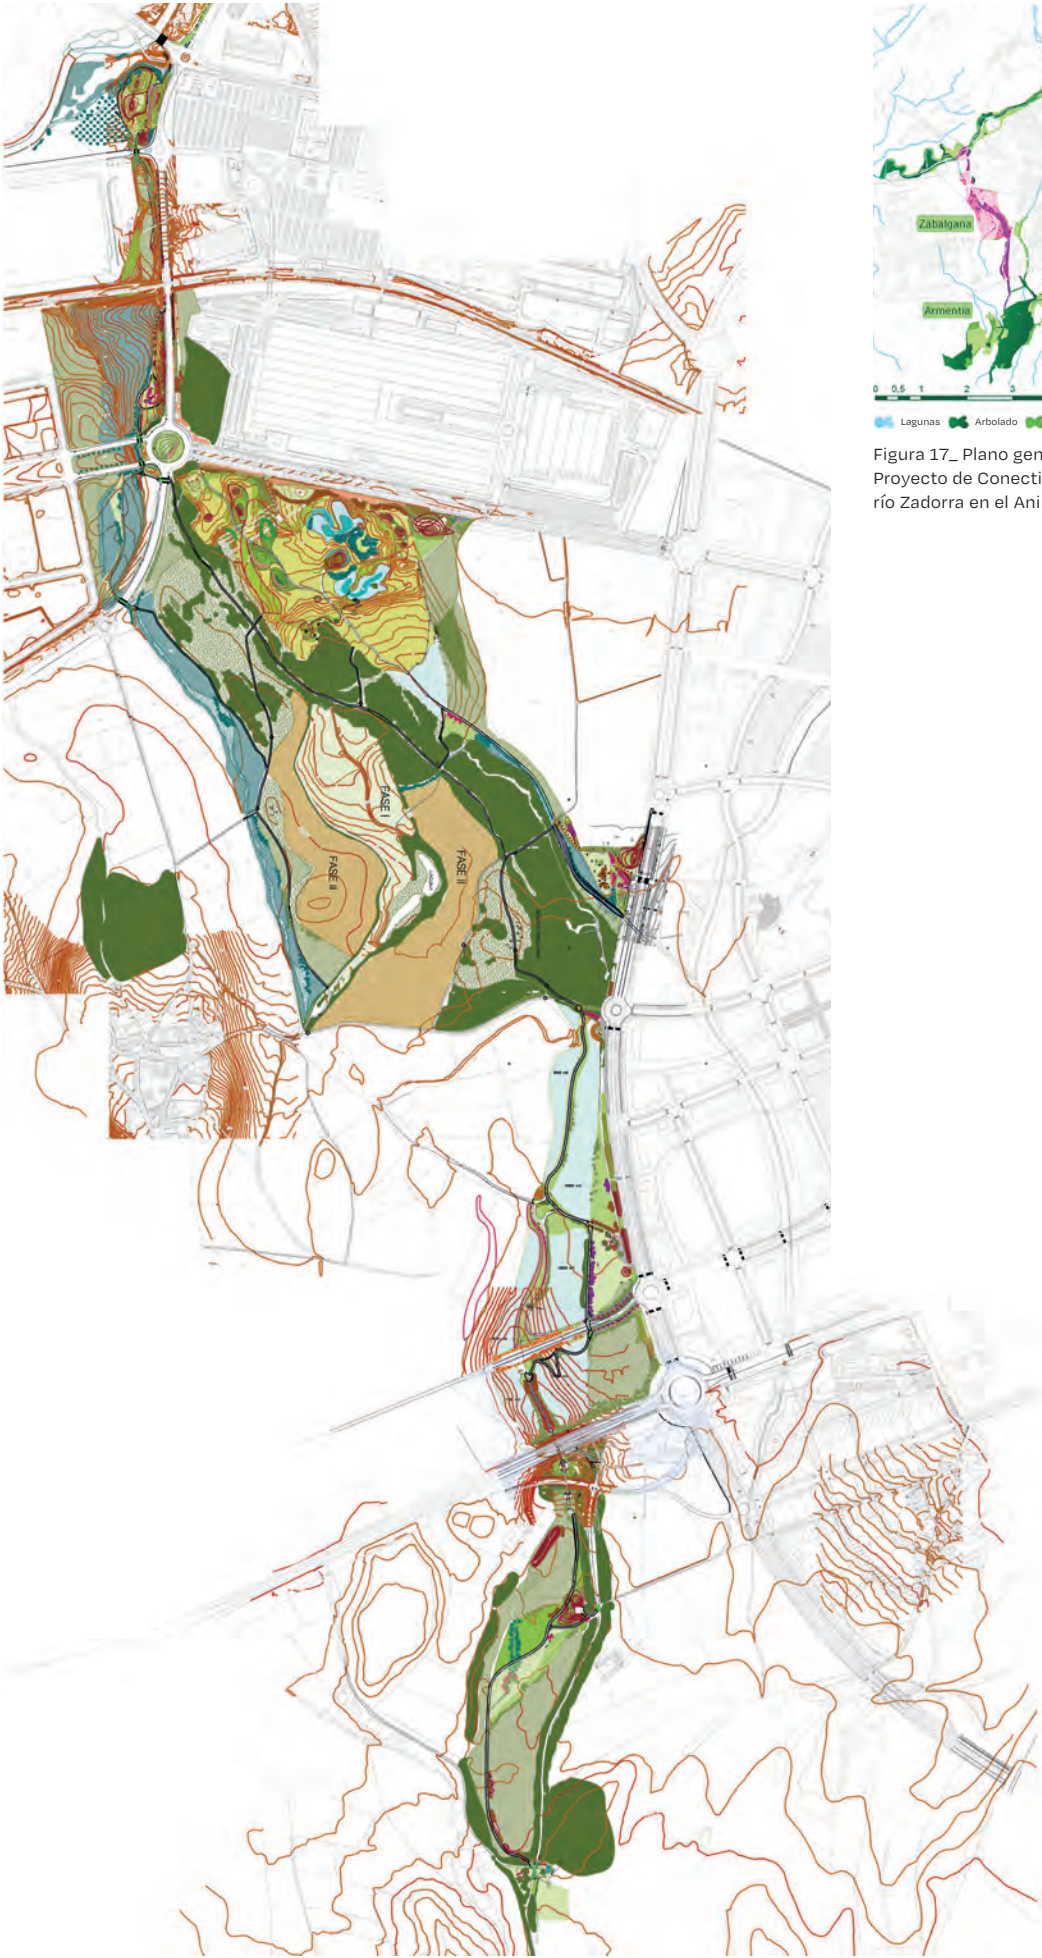 Zabalgana
Armentia
0 0.5 1 2 3
Lagunas Arbolado
Figura 17_ Plano gen
Proyecto de Conecti
río Zadorra en el Ani
FASE I
FASE II
FASE II